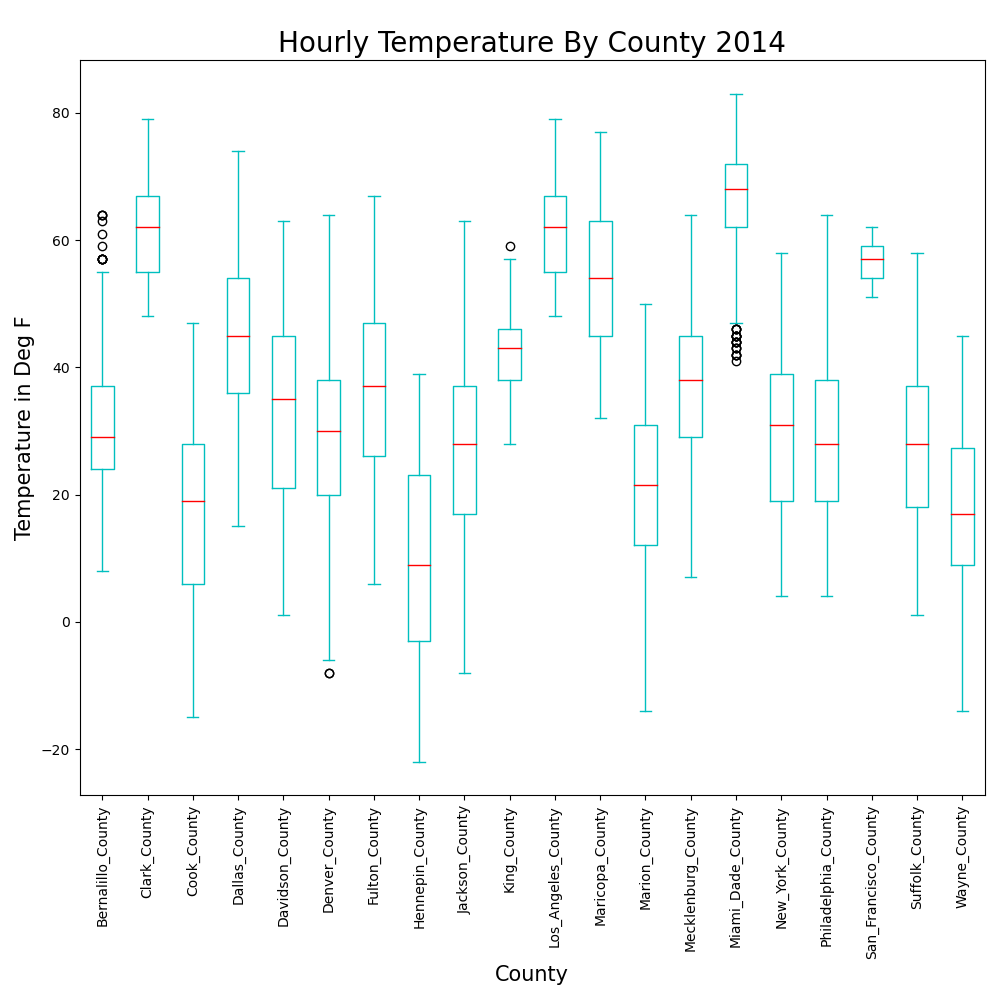 Hourly Temperature By County 2014
Temperature in Deg F
80
60
40
20
0
−20
Bernalillo_County
Clark_County
Cook_County
Dallas_County
Davidson_County
Denver_County
Fulton_County
Hennepin_County
Jackson_County
King_County
Los_Angeles_County
Maricopa_County
Marion_County
Mecklenburg_County
Miami_Dade_County
New_York_County
Philadelphia_County
San_Francisco_County
Suffolk_County
Wayne_County
County